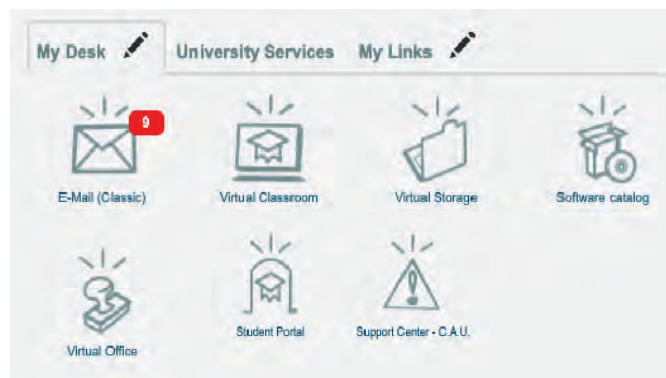 My Desk University Services My Links
9
E-Mail (Classic) Virtual Classroom Virtual Storage Software catalog
Virtual Office Student Portal Support Center - C.A.U.